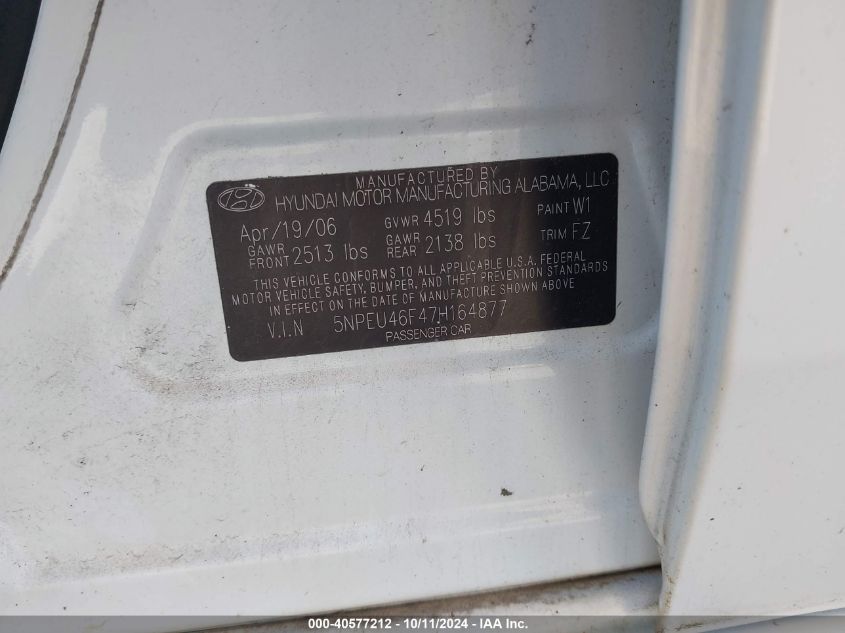 MANUFACTURED BY
HYUNDAI MOTOR MANUFACTURING ALABAMA, LLC
Apr/19/06 GVWR 4519 lbs PAINT W1
GAWR FRONT 2513 lbs GAWR REAR 2138 lbs TRIM FZ
THIS VEHICLE CONFORMS TO ALL APPLICABLE U.S.A. FEDERAL
MOTOR VEHICLE SAFETY, BUMPER, AND THEFT PREVENTION STANDARDS
IN EFFECT ON THE DATE OF MANUFACTURE SHOWN ABOVE
V.I.N 5NPEU46F47H164877
PASSENGER CAR
000-40577212 - 10/11/2024 - IAA Inc.